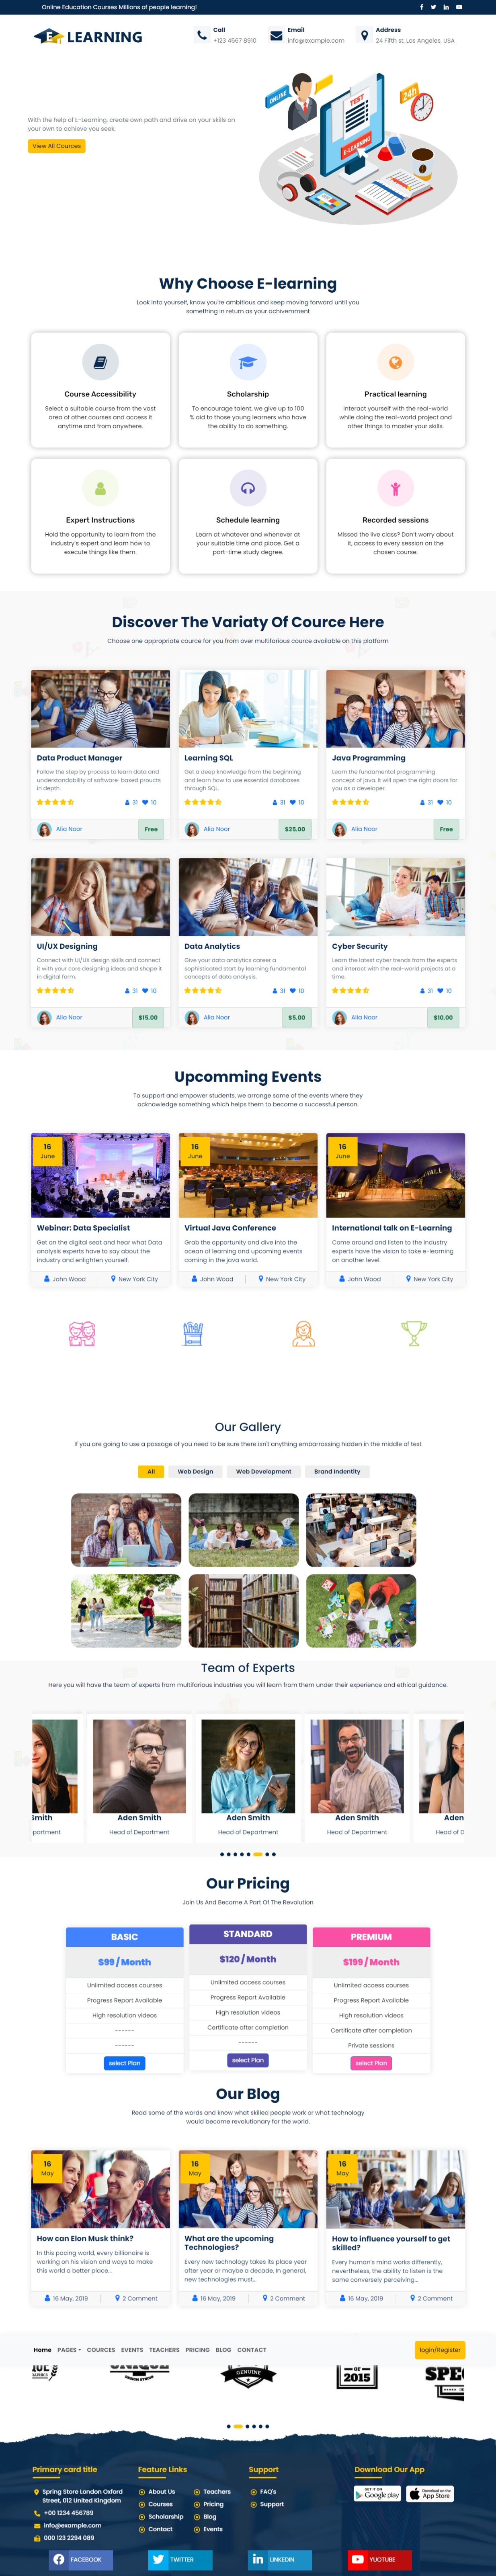 Online Education Courses Millions of people learning!
E LEARNING
Call
+123 4567 8910
Email
info@example.com
Address
24 Fifth st, Los Angeles, USA
With the help of E-Learning, create own path and drive on your skills on
your own to achieve you seek.
View All Cources
ONLINE
TEST
E-LEARNING
24h
Why Choose E-learning
Look into yourself, know you're ambitious and keep moving forward until you
something in return as your achivemment
Course Accessibility
Select a suitable course from the vast
area of other courses and access it
anytime and from anywhere.
Scholarship
To encourage talent, we give up to 100
% aid to those young learners who have
the ability to do something.
Practical learning
Interact yourself with the real-world
while doing the real-world project and
other things to master your skills.
Expert Instructions
Hold the opportunity to learn from the
industry's expert and learn how to
execute things like them.
Schedule learning
Learn at whatever and whenever at
your suitable time and place. Get a
part-time study degree.
Recorded sessions
Missed the live class? Don't worry about
it, access to every session on the
chosen course.
Discover The Variaty Of Cource Here
Choose one appropriate cource for you from over multifarious cource available on this platform
Data Product Manager
Follow the step by process to learn data and
understandability of software-based proucts
in depth.
31 10
Alia Noor
Free
Learning SQL
Get a deep knowledge from the beginning
and learn how to use essential databases
through SQL.
31 10
Alia Noor
$25.00
Java Programming
Learn the fundamental programming
concept of java. It will open the right doors for
you as a developer.
31 10
Alia Noor
Free
UI/UX Designing
Connect with UI/UX design skills and connect
it with your core designing ideas and shape it
in digital form.
31 10
Alia Noor
$15.00
Data Analytics
Give your data analytics career a
sophisticated start by learning fundamental
concepts of data analysis.
31 10
Alia Noor
$5.00
Cyber Security
Learn the latest cyber trends from the experts
and interact with the real-world projects at a
time.
31 10
Alia Noor
$10.00
Upcomming Events
To support and empower students, we arrange some of the events where they
acknowledge something which helps them to become a successful person.
16
June
Webinar: Data Specialist
Get on the digital seat and hear what Data
analysis experts have to say about the
industry and enlighten yourself.
John Wood
New York City
16
June
Virtual Java Conference
Grab the opportunity and dive into the
ocean of learning and upcoming events
coming in the java world.
John Wood
New York City
16
June
International talk on E-Learning
Come around and listen to the industry
experts have the vision to take e-learning
on another level.
John Wood
New York City
Our Gallery
If you are going to use a passage of you need to be sure there isn't anything embarrassing hidden in the middle of text
All
Web Design
Web Development
Brand Indentity
Team of Experts
Here you will have the team of experts from multiforious industries you will learn from them under their experience and ethical guidance.
Smith
partment
Aden Smith
Head of Department
Aden Smith
Head of Department
Aden Smith
Head of Department
Aden
Head of D
Our Pricing
Join Us And Become A Part Of The Revolution
BASIC
$99 / Month
Unlimited access courses
Progress Report Available
High resolution videos
------
------
select Plan
STANDARD
$120 / Month
Unlimited access courses
Progress Report Available
High resolution videos
Certificate after completion
------
select Plan
PREMIUM
$199 / Month
Unlimited access courses
Progress Report Available
High resolution videos
Certificate after completion
Private sessions
select Plan
Our Blog
Read same of the words and know what skilled people work or what technology
would become revolutionary for the world.
16
May
How can Elon Musk think?
In this pacing world, every billionaire is
working on his vision and ways to make
this world a better place...
16 May, 2019
2 Comment
16
May
What are the upcoming
Technologies?
Every new technology takes its place year
after year or maybe a decade, In general,
new technologies must...
16 May, 2019
2 Comment
16
May
How to influence yourself to get
skilled?
Every human's mind works differently,
nevertheless, the ability to listen is the
same conversely perceiving...
16 May, 2019
2 Comment
Home PAGES COURCES EVENTS TEACHERS PRICING BLOG CONTACT
login/Register
UNIQUE
GENUINE
2015
SPEC
Primary card title
Spring Store London Oxford
Street, 012 United Kingdom
+00 1234 456789
info@example.com
000 123 2294 089
Feature Links
About Us
Courses
Scholarship
Contact
Teachers
Pricing
Blog
Events
Support
FAQ's
Support
Download Our App
GET IT ON
Google play
Download on the
App Store
FACEBOOK
TWITTER
LINKEDIN
YUOTUBE